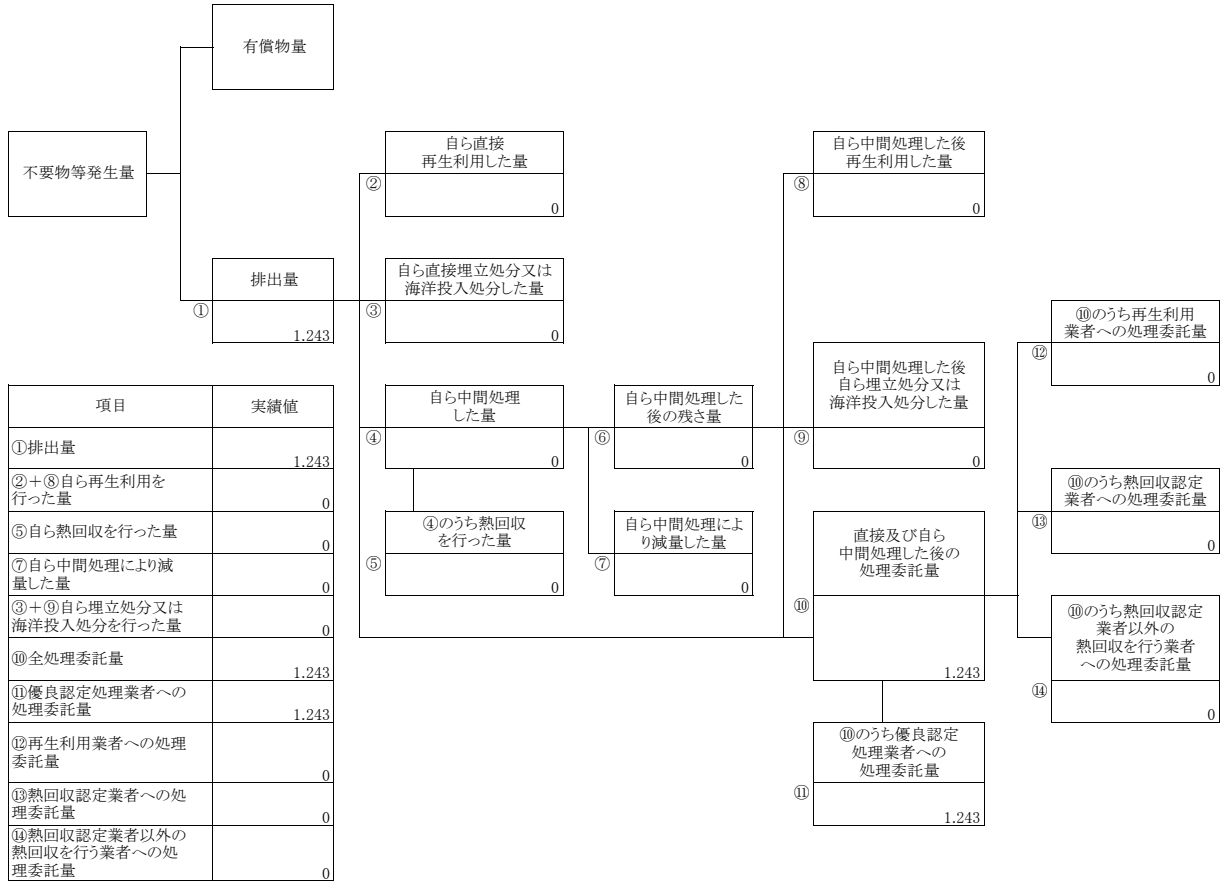 有償物量
不要物等発生量
自ら直接
再生利用した量
②
0
自ら中間処理した後
再生利用した量
⑧
0
排出量
①
1.243
自ら直接埋立処分又は
海洋投入処分した量
③
0
自ら中間処理
した量
④
0
自ら中間処理した
後の残さ量
⑥
0
自ら中間処理した後
自ら埋立処分又は
海洋投入処分した量
⑨
0
⑩のうち再生利用
業者への処理委託量
⑫
0
④のうち熱回収
を行った量
⑤
0
自ら中間処理によ
り減量した量
⑦
0
直接及び自ら
中間処理した後の
処理委託量
⑩
1.243
⑩のうち熱回収認定
業者への処理委託量
⑬
0
⑩のうち熱回収認定
業者以外の
熱回収を行う業者
への処理委託量
⑭
0
⑩のうち優良認定
処理業者への
処理委託量
⑪
1.243
項目 実績値
①排出量
1.243
②＋⑧自ら再生利用を
行った量
0
⑤自ら熱回収を行った量
0
⑦自ら中間処理により減
量した量
0
③＋⑨自ら埋立処分又は
海洋投入処分を行った量
0
⑩全処理委託量
1.243
⑪優良認定処理業者への
処理委託量
1.243
⑫再生利用業者への処理
委託量
0
⑬熱回収認定業者への処
理委託量
0
⑭熱回収認定業者以外の
熱回収を行う業者への処
理委託量
0